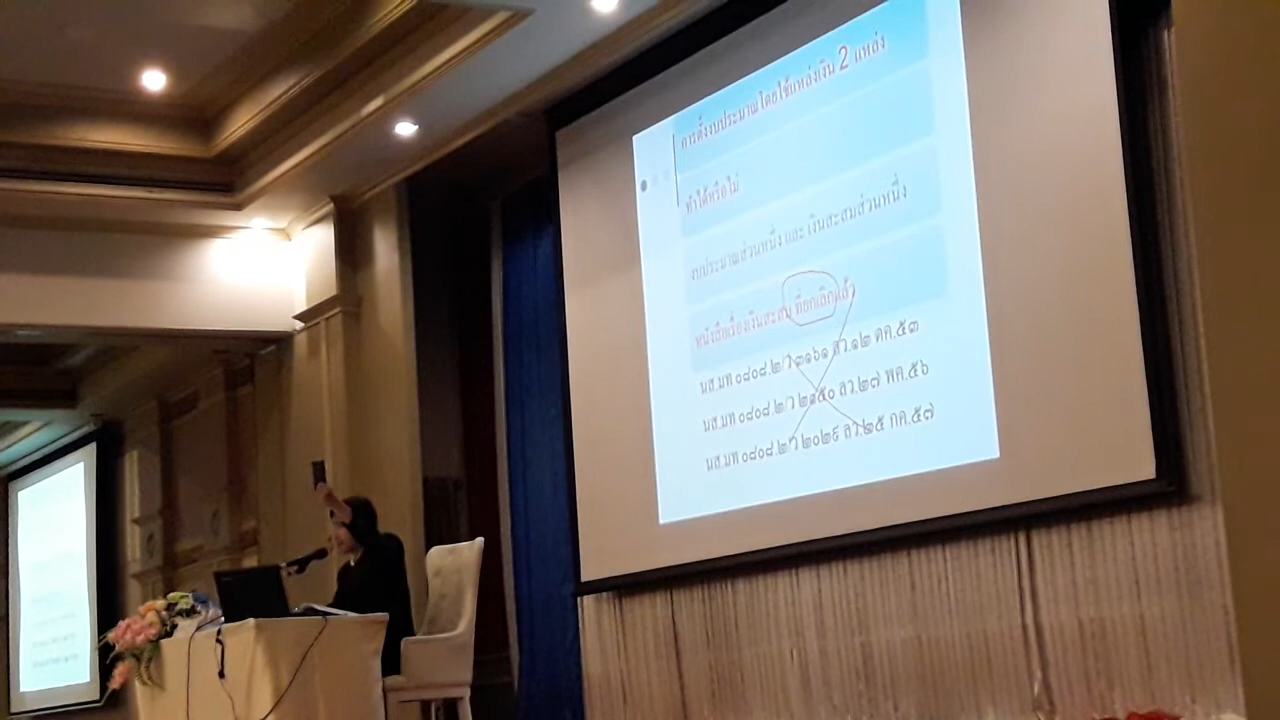 การตั้งงบประมาณโดยใช้แหล่งเงิน 2 แหล่ง
ทำได้หรือไม่
งบประมาณส่วนหนึ่ง และ เงินสะสมส่วนหนึ่ง
หนังสือเรื่องเงินสะสม ที่ยกเลิกแล้ว
นส.มท ๐๘๐๘.๒/ว ๓๑๖๑ ลว.๑๒ ตค.๕๓
นส.มท ๐๘๐๘.๒/ว ๒๑๕๐ ลว.๒๗ พค.๕๖
นส.มท ๐๘๐๘.๒/ว ๒๐๒๙ ลว.๒๕ กค.๕๗